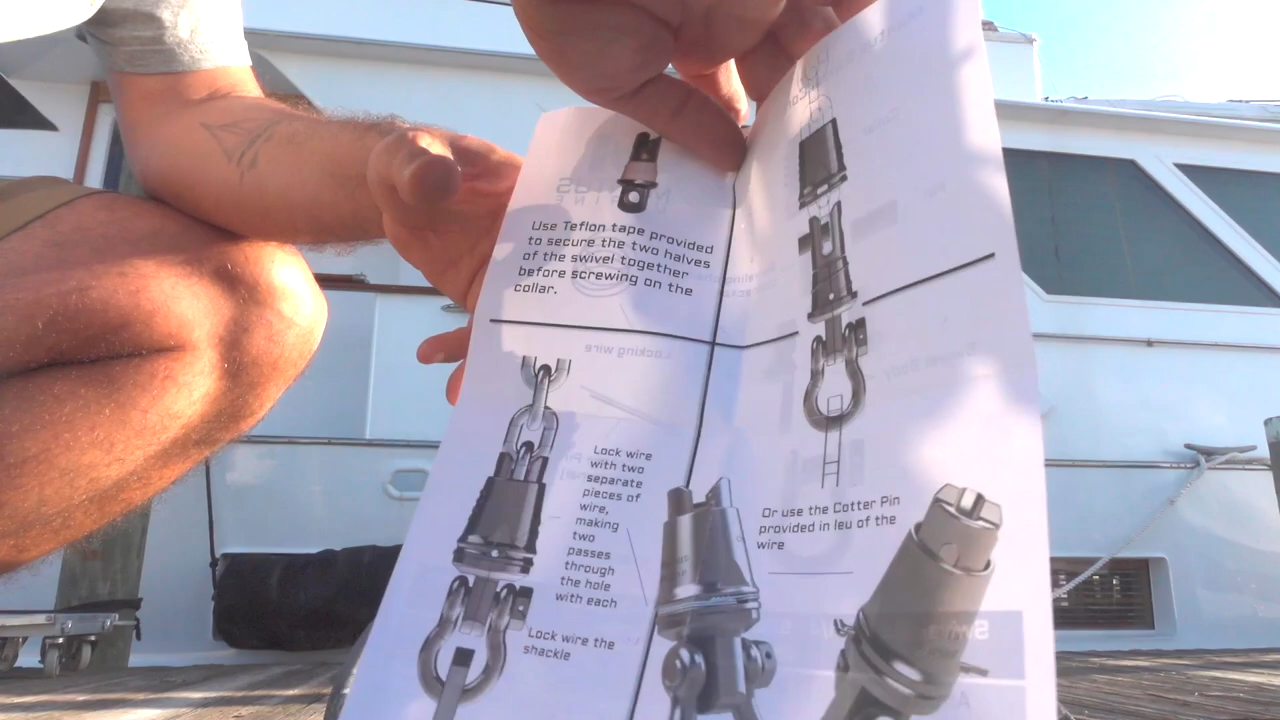 Use Teflon tape provided
to secure the two halves
of the swivel together
before screwing on the
collar.
Lock wire
with two
separate
pieces of
wire,
making
two
passes
through
the hole
with each
Lock wire the
shackle
Or use the Cotter Pin
provided in leu of the
wire